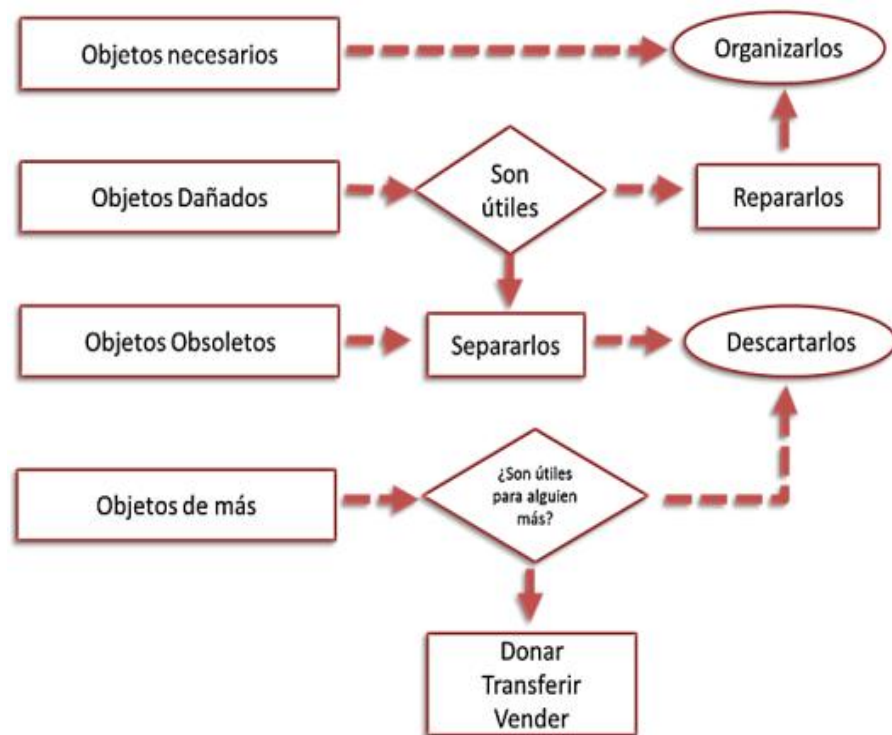 Objetos necesarios
Organizarlos
Objetos Dañados
Son
útiles
Repararlos
Objetos Obsoletos
Separarlos
Descartarlos
Objetos de más
¿Son útiles
para alguien
más?
Donar
Transferir
Vender